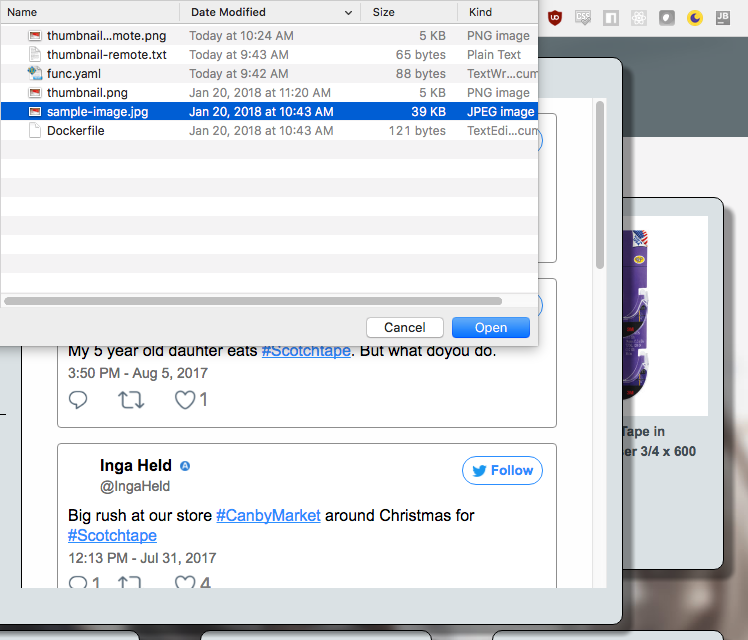 Name Date Modified Size Kind
thumbnail...mote.png Today at 10:24 AM 5 KB PNG image
thumbnail-remote.txt Today at 9:43 AM 65 bytes Plain Text
func.yaml Today at 9:42 AM 88 bytes TextWr...cum
thumbnail.png Jan 20, 2018 at 11:20 AM 5 KB PNG image
sample-image.jpg Jan 20, 2018 at 10:43 AM 39 KB JPEG image
Dockerfile Jan 20, 2018 at 10:43 AM 121 bytes TextEdi...cum
Cancel Open
CSS
n
JB
My 5 year old dauhter eats #Scotchtape. But what doyou do.
3:50 PM - Aug 5, 2017
1
Inga Held
@IngaHeld
Follow
Big rush at our store #CanbyMarket around Christmas for
#Scotchtape
12:13 PM - Jul 31, 2017
1 4
Tape in
er 3/4 x 600